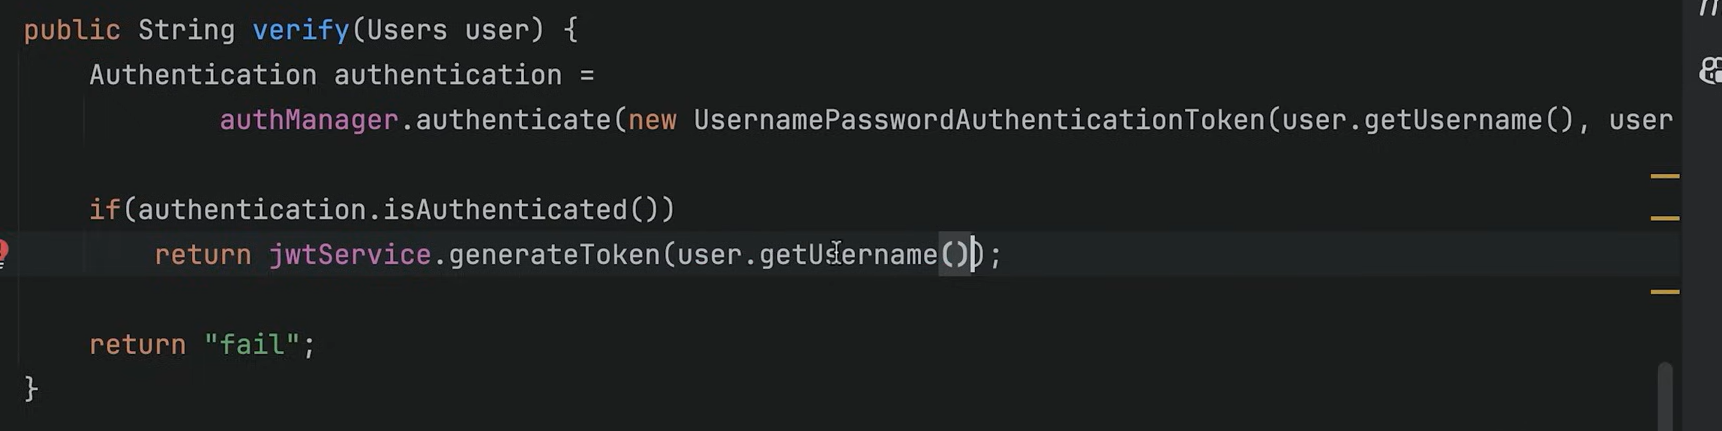 public String verify(Users user) {
Authentication authentication =
authManager.authenticate(new UsernamePasswordAuthenticationToken(user.getUsername(), user
if(authentication.isAuthenticated())
return jwtService.generateToken(user.getUsername());
return "fail";
}